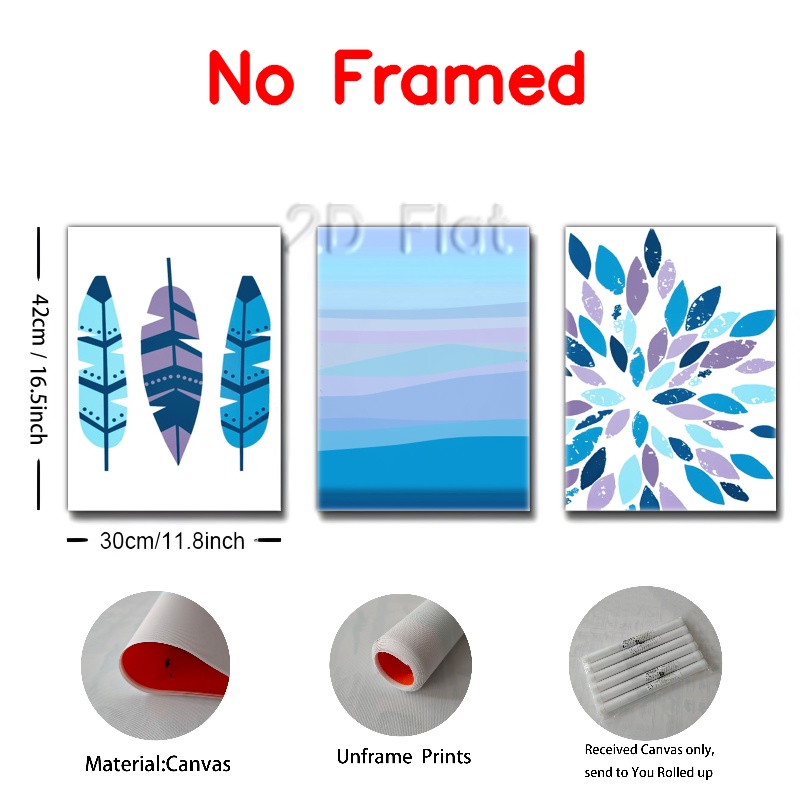 No Framed
2D Flat
42cm / 16.5inch
30cm/11.8inch
Material:Canvas
Unframe Prints
Received Canvas only,
send to You Rolled up